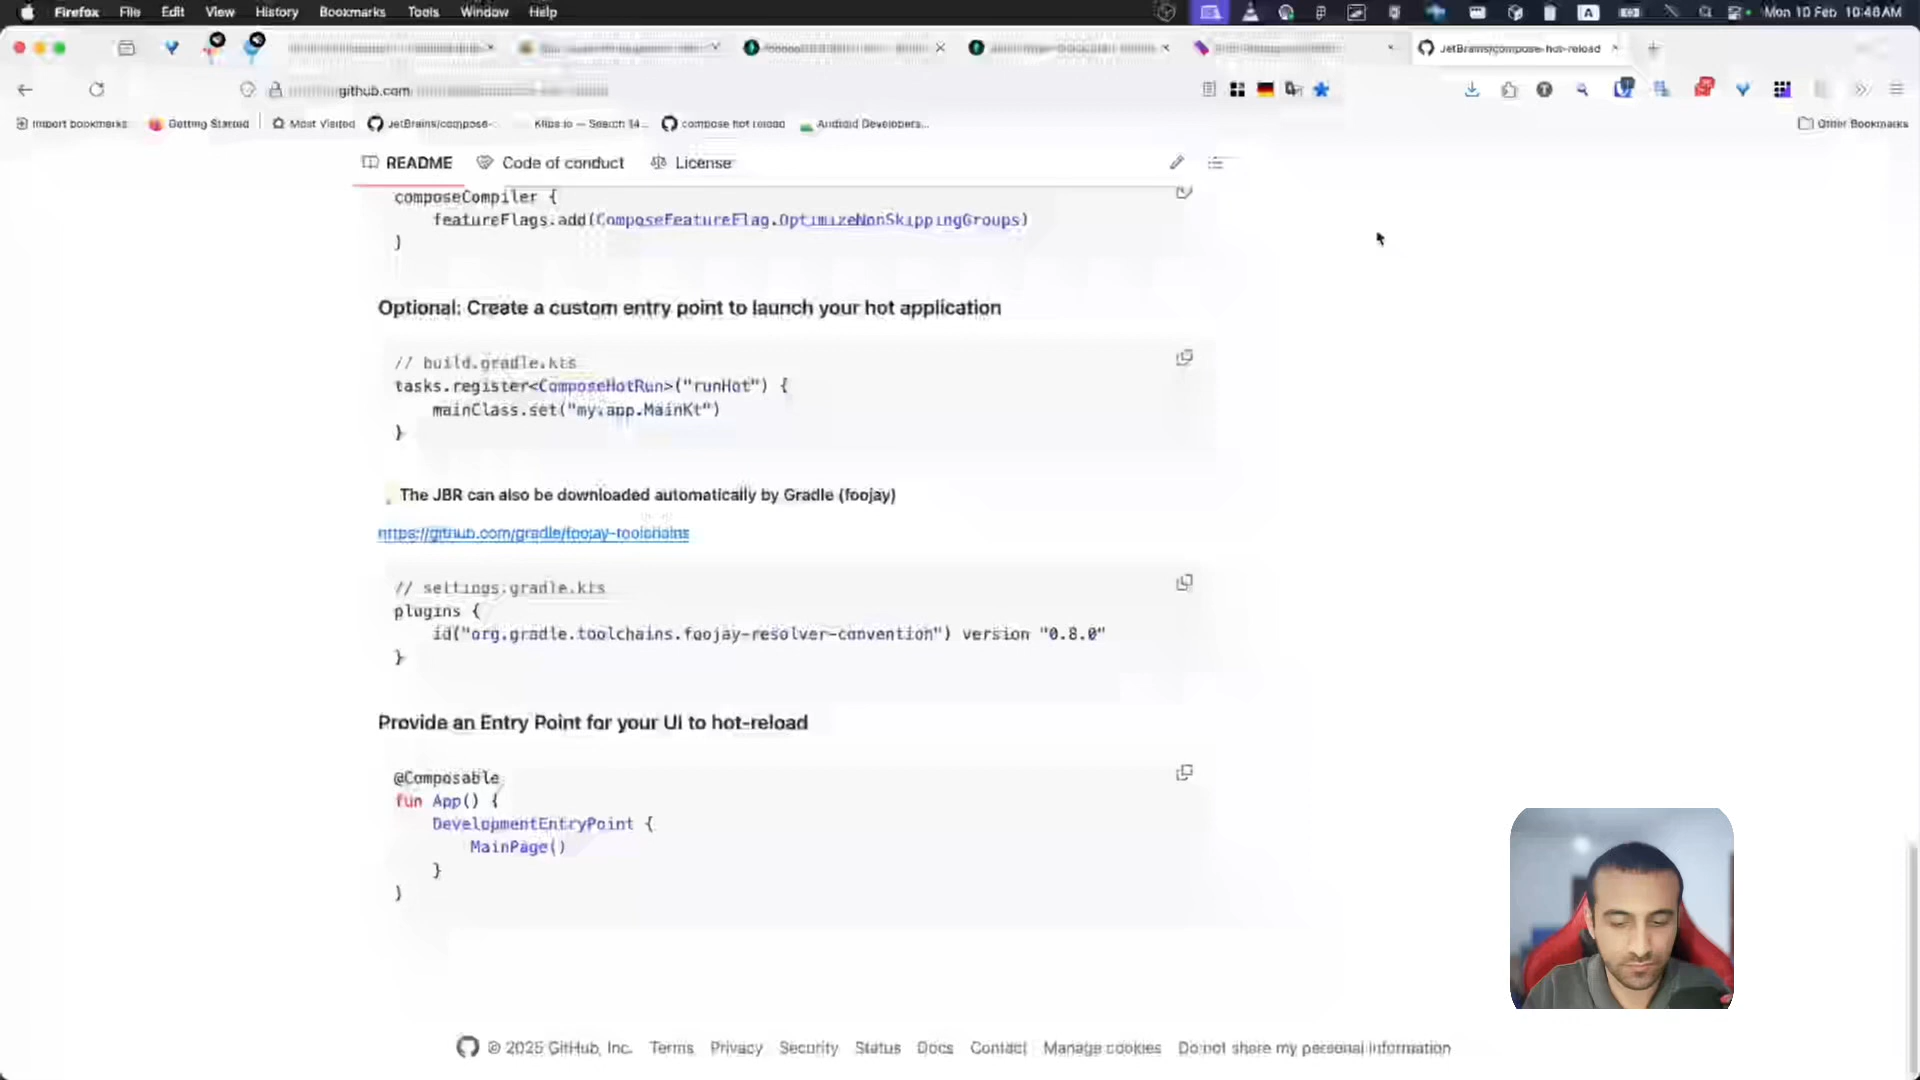 Firefox File Edit View History Bookmarks Tools Window Help
Mon 10 Feb 10:46 AM
JetBrains/compose-hot-reload
github.com
Import bookmarks Getting Started Most Visited JetBrains/compose- Klibs.io — Search 14... compose hot reload Android Developers... Other Bookmarks
README Code of conduct License
composeCompiler {
featureFlags.add(ComposeFeatureFlag.OptimizeNonSkippingGroups)
}
Optional: Create a custom entry point to launch your hot application
// build.gradle.kts
tasks.register<ComposeHotRun>("runHot") {
mainClass.set("my.app.MainKt")
}
The JBR can also be downloaded automatically by Gradle (foojay)
https://github.com/gradle/foojay-toolchains
// settings.gradle.kts
plugins {
id("org.gradle.toolchains.foojay-resolver-convention") version "0.8.0"
}
Provide an Entry Point for your UI to hot-reload
@Composable
fun App() {
DevelopmentEntryPoint {
MainPage()
}
}
© 2025 GitHub, Inc. Terms Privacy Security Status Docs Contact Manage cookies Do not share my personal information